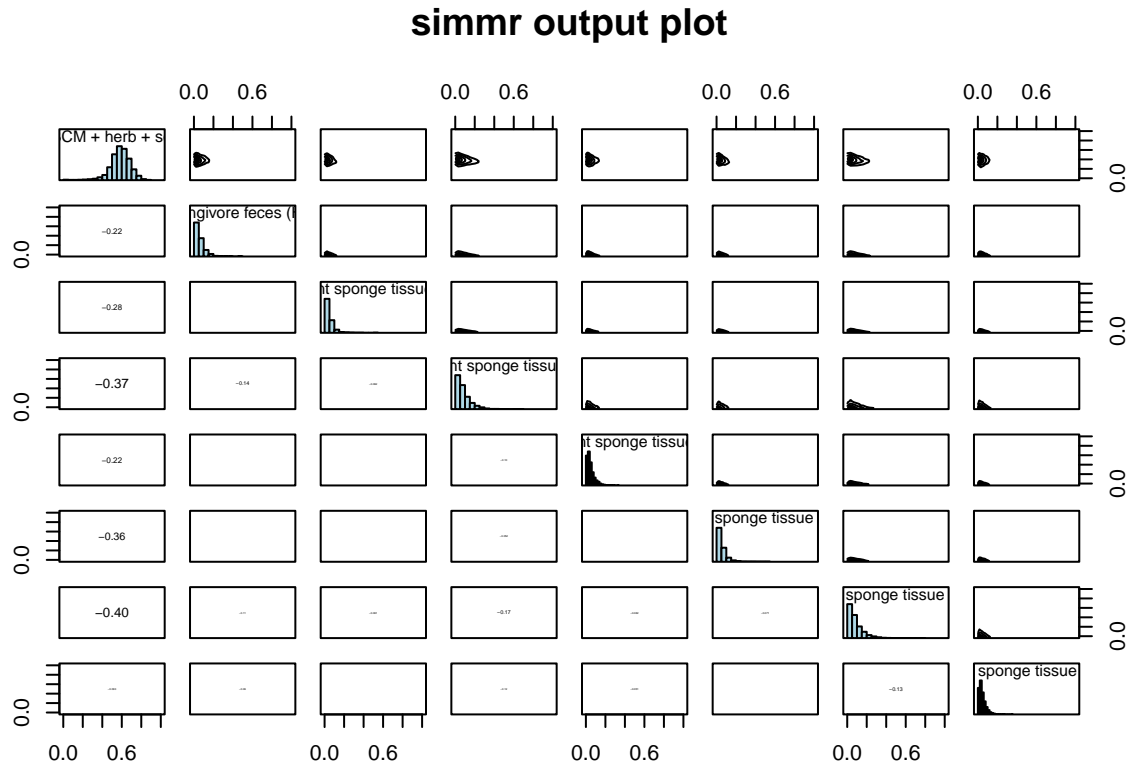 simmr output plot
0.0 0.6 0.0 0.6 0.0 0.6 0.0 0.6
CM + herb + s
0.0
−0.22
ngivore feces (
0.0
−0.28
nt sponge tissu
0.0
−0.37 −0.14
nt sponge tissu
0.0
−0.22
nt sponge tissu
0.0
−0.36
sponge tissue
0.0
−0.40 −0.17
sponge tissue
0.0
−0.13
sponge tissue
0.0
0.0 0.6 0.0 0.6 0.0 0.6 0.0 0.6